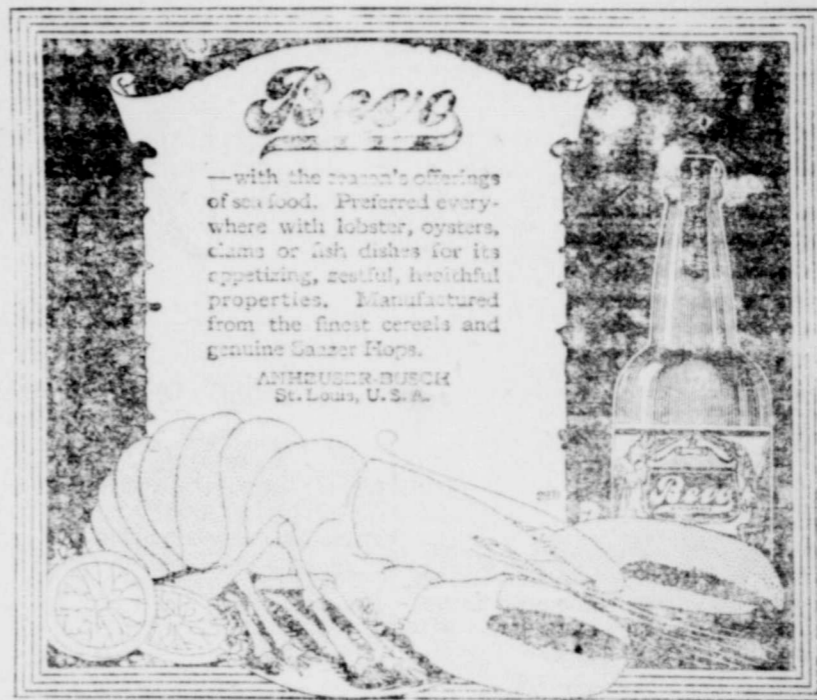 Bevo
—with the season's offerings
of sea food. Preferred every-
where with lobster, oysters,
clams or fish dishes for its
appetizing, zestful, healthful
properties. Manufactured
from the finest cereals and
genuine Saazer Hops.
ANHEUSER-BUSCH
St. Louis, U. S. A.
Bevo